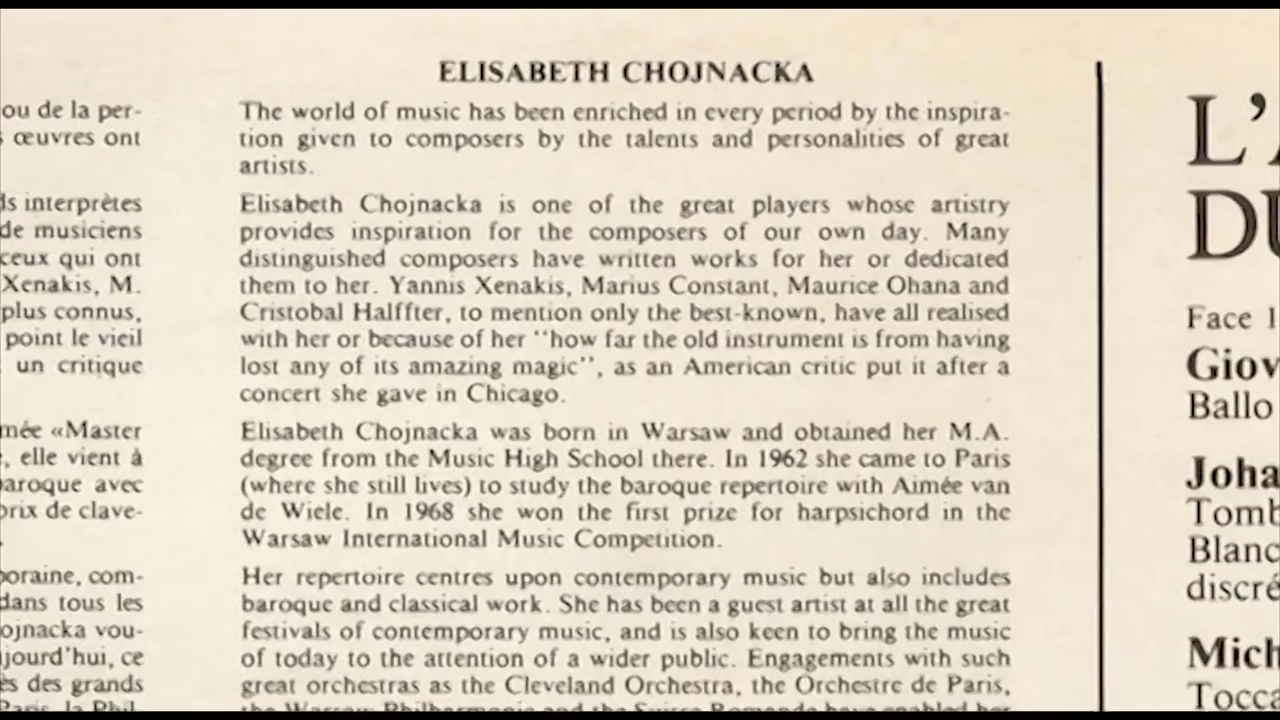 ou de la per-
œuvres ont
ds interprètes
de musiciens
ceux qui ont
Xenakis, M.
plus connus,
point le vieil
un critique
mée «Master
, elle vient à
baroque avec
prix de clave-
poraine, com-
dans tous les
ojnacka vou-
jourd'hui, ce
ès des grands
Paris, la Phil-
ELISABETH CHOJNACKA
The world of music has been enriched in every period by the inspira-
tion given to composers by the talents and personalities of great
artists.
Elisabeth Chojnacka is one of the great players whose artistry
provides inspiration for the composers of our own day. Many
distinguished composers have written works for her or dedicated
them to her. Yannis Xenakis, Marius Constant, Maurice Ohana and
Cristobal Halffter, to mention only the best-known, have all realised
with her or because of her "how far the old instrument is from having
lost any of its amazing magic", as an American critic put it after a
concert she gave in Chicago.
Elisabeth Chojnacka was born in Warsaw and obtained her M.A.
degree from the Music High School there. In 1962 she came to Paris
(where she still lives) to study the baroque repertoire with Aimée van
de Wiele. In 1968 she won the first prize for harpsichord in the
Warsaw International Music Competition.
Her repertoire centres upon contemporary music but also includes
baroque and classical work. She has been a guest artist at all the great
festivals of contemporary music, and is also keen to bring the music
of today to the attention of a wider public. Engagements with such
great orchestras as the Cleveland Orchestra, the Orchestre de Paris,
the Warsaw Philharmonic and the Suisse Romande have enabled her
L'
DU
Face 1
Giov
Ballo
Joha
Tomb
Blanc
discré
Mich
Tocca